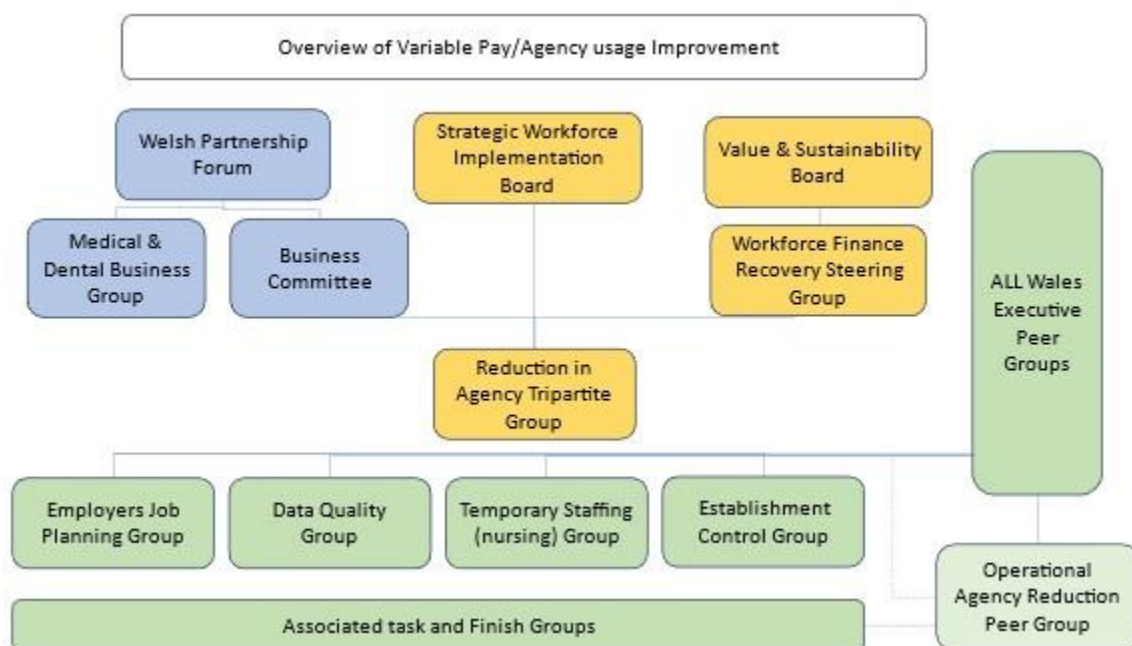 Overview of Variable Pay/Agency usage Improvement
Welsh Partnership
Forum
Strategic Workforce
Implementation
Board
Value & Sustainability
Board
Medical &
Dental Business
Group
Business
Committee
Workforce Finance
Recovery Steering
Group
ALL Wales
Executive
Peer
Groups
Reduction in
Agency Tripartite
Group
Employers Job
Planning Group
Data Quality
Group
Temporary Staffing
(nursing) Group
Establishment
Control Group
Operational
Agency Reduction
Peer Group
Associated task and Finish Groups